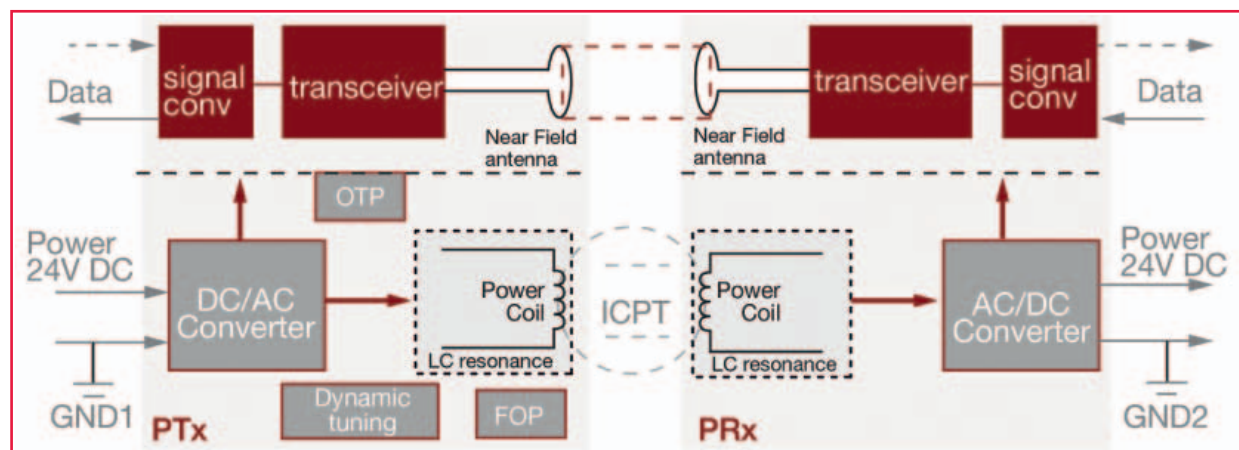 Data
signal
conv
transceiver
Near Field
antenna
Near Field
antenna
transceiver
signal
conv
Data
OTP
Power
24V DC
DC/AC
Converter
Power
Coil
LC resonance
ICPT
Power
Coil
LC resonance
AC/DC
Converter
Power
24V DC
GND1
PTx
Dynamic
tuning
FOP
PRx
GND2